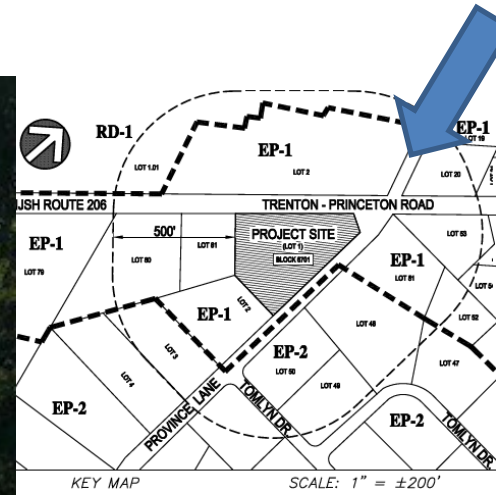 RD-1
EP-1
EP-1
LOT 19
LOT 1.01
LOT 2
LOT 20
JSH ROUTE 206
TRENTON - PRINCETON ROAD
EP-1
500'
LOT 81
PROJECT SITE
(LOT 1)
BLOCK 6701
LOT 53
LOT 79
LOT 80
EP-1
LOT 51
EP-1
LOT 2
LOT 52
LOT 3
EP-2
LOT 48
LOT 50
LOT 47
LOT 4
LOT 49
EP-2
PROVINCE LANE
TOMLYN DR.
EP-2
TOMLYN DR.
KEY MAP
SCALE: 1" = ±200'